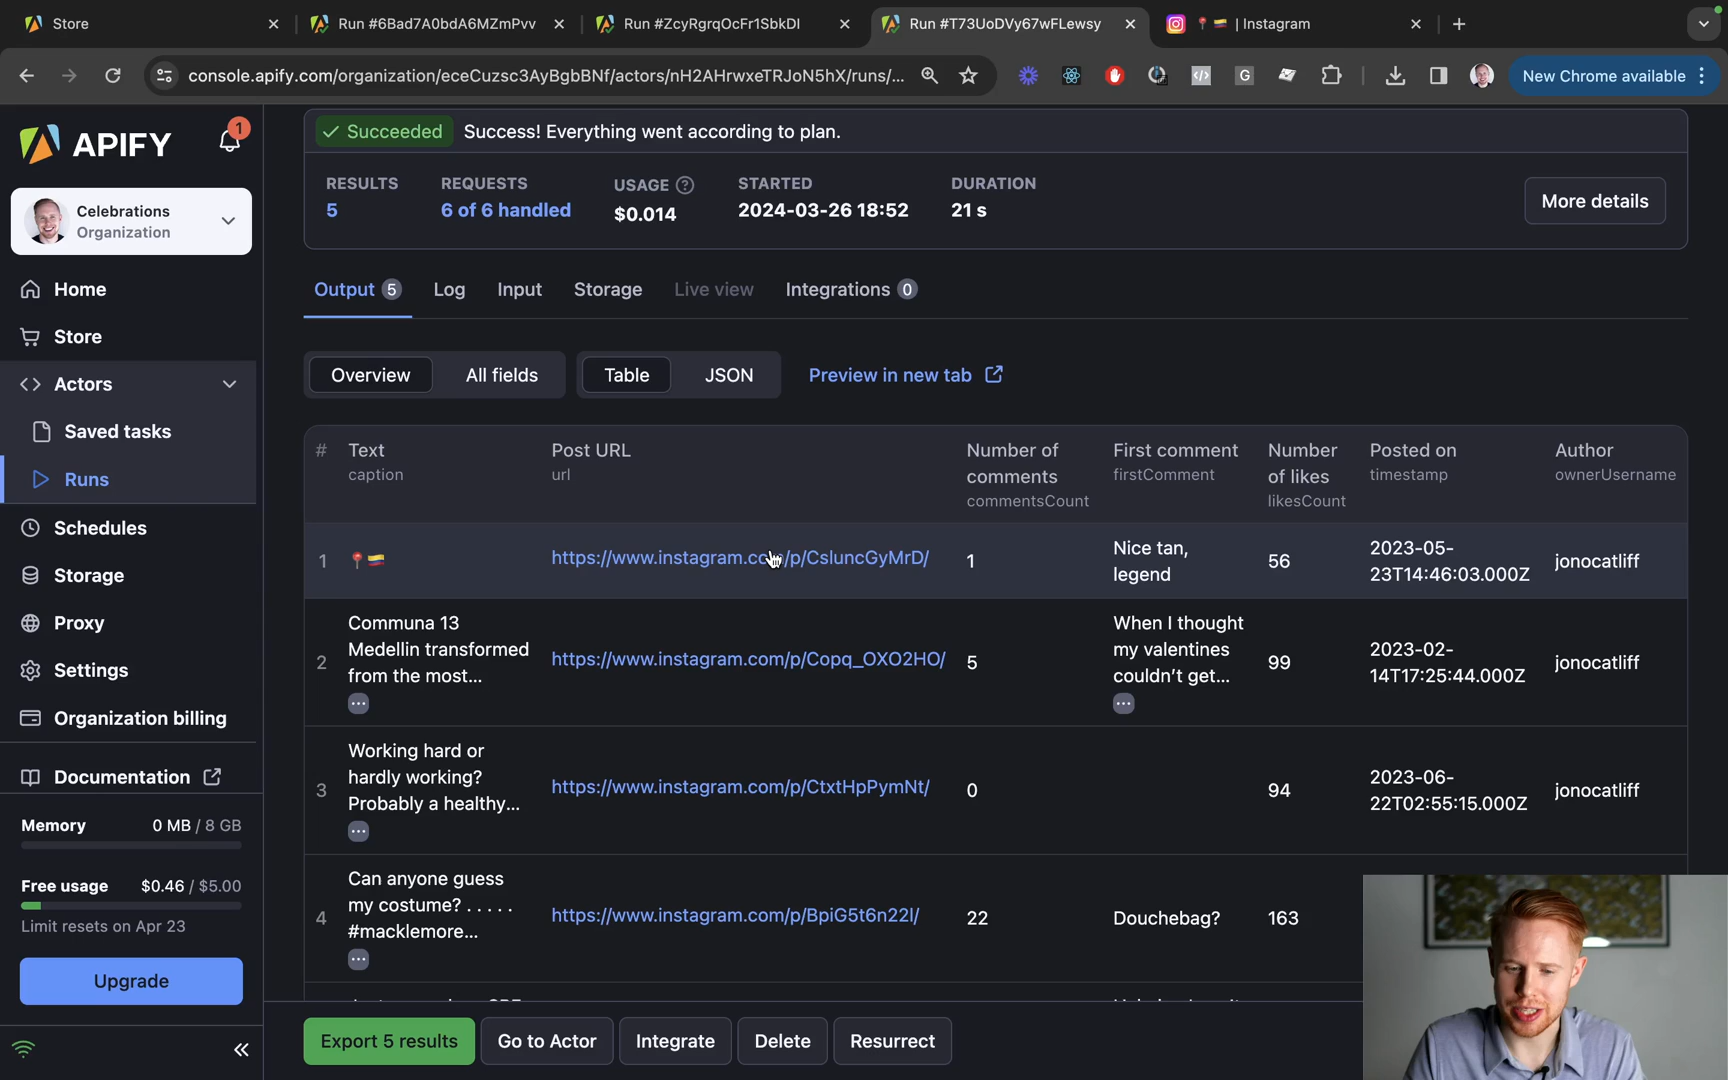 Store
Run #6Bad7A0bdA6MZmPvv
Run #ZcyRgrqOcFr1SbkDI
Run #T73UoDVy67wFLewsy
📍🇨🇴 | Instagram
console.apify.com/organization/eceCuzsc3AyBgbBNf/actors/nH2AHrwxeTRJoN5hX/runs/...
New Chrome available
APIFY
1
Celebrations
Organization
Home
Store
Actors
Saved tasks
Runs
Schedules
Storage
Proxy
Settings
Organization billing
Documentation
Memory 0 MB / 8 GB
Free usage $0.46 / $5.00
Limit resets on Apr 23
Upgrade
Succeeded Success! Everything went according to plan.
RESULTS REQUESTS USAGE STARTED DURATION
5 6 of 6 handled $0.014 2024-03-26 18:52 21 s
More details
Output 5 Log Input Storage Live view Integrations 0
Overview All fields Table JSON Preview in new tab
# Text Post URL Number of First comment Number Posted on Author
caption url comments firstComment of likes timestamp ownerUsername
commentsCount likesCount
1 📍🇨🇴 https://www.instagram.com/p/CsluncGyMrD/ 1 Nice tan, 56 2023-05- jonocatliff
legend 23T14:46:03.000Z
Communa 13 When I thought
2 Medellin transformed https://www.instagram.com/p/Copq_OXO2HO/ 5 my valentines 99 2023-02- jonocatliff
from the most... couldn't get... 14T17:25:44.000Z
...
...
Working hard or
3 hardly working? https://www.instagram.com/p/CtxtHpPymNt/ 0 94 2023-06- jonocatliff
Probably a healthy... 22T02:55:15.000Z
...
Can anyone guess
4 my costume? . . . . . https://www.instagram.com/p/BpiG5t6n22l/ 22 Douchebag? 163
#macklemore...
...
Export 5 results Go to Actor Integrate Delete Resurrect